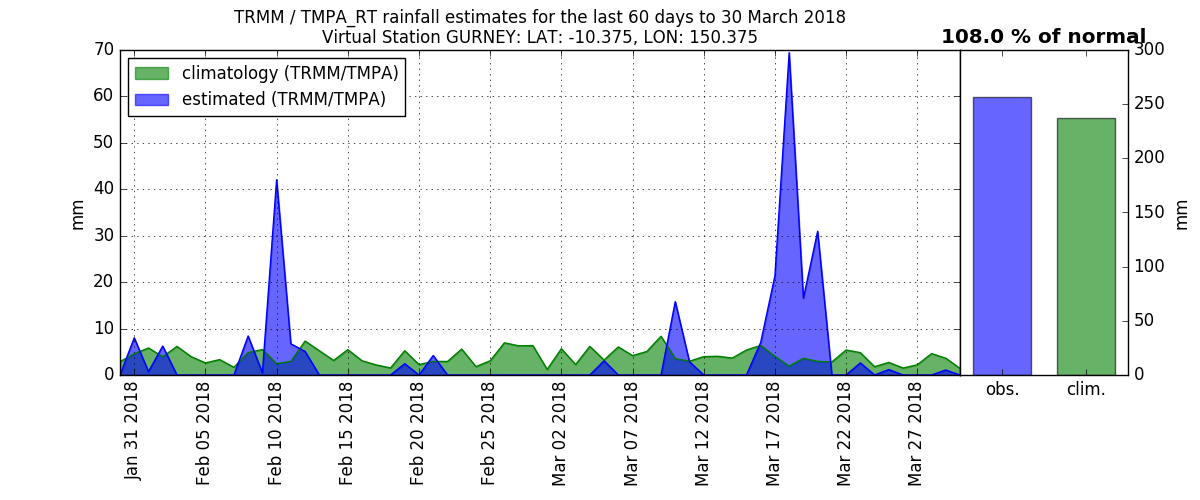 TRMM / TMPA_RT rainfall estimates for the last 60 days to 30 March 2018
Virtual Station GURNEY: LAT: -10.375, LON: 150.375
108.0 % of normal
climatology (TRMM/TMPA)
estimated (TRMM/TMPA)
mm
70
60
50
40
30
20
10
0
Jan 31 2018
Feb 05 2018
Feb 10 2018
Feb 15 2018
Feb 20 2018
Feb 25 2018
Mar 02 2018
Mar 07 2018
Mar 12 2018
Mar 17 2018
Mar 22 2018
Mar 27 2018
obs.
clim.
300
250
200
150
100
50
0
mm